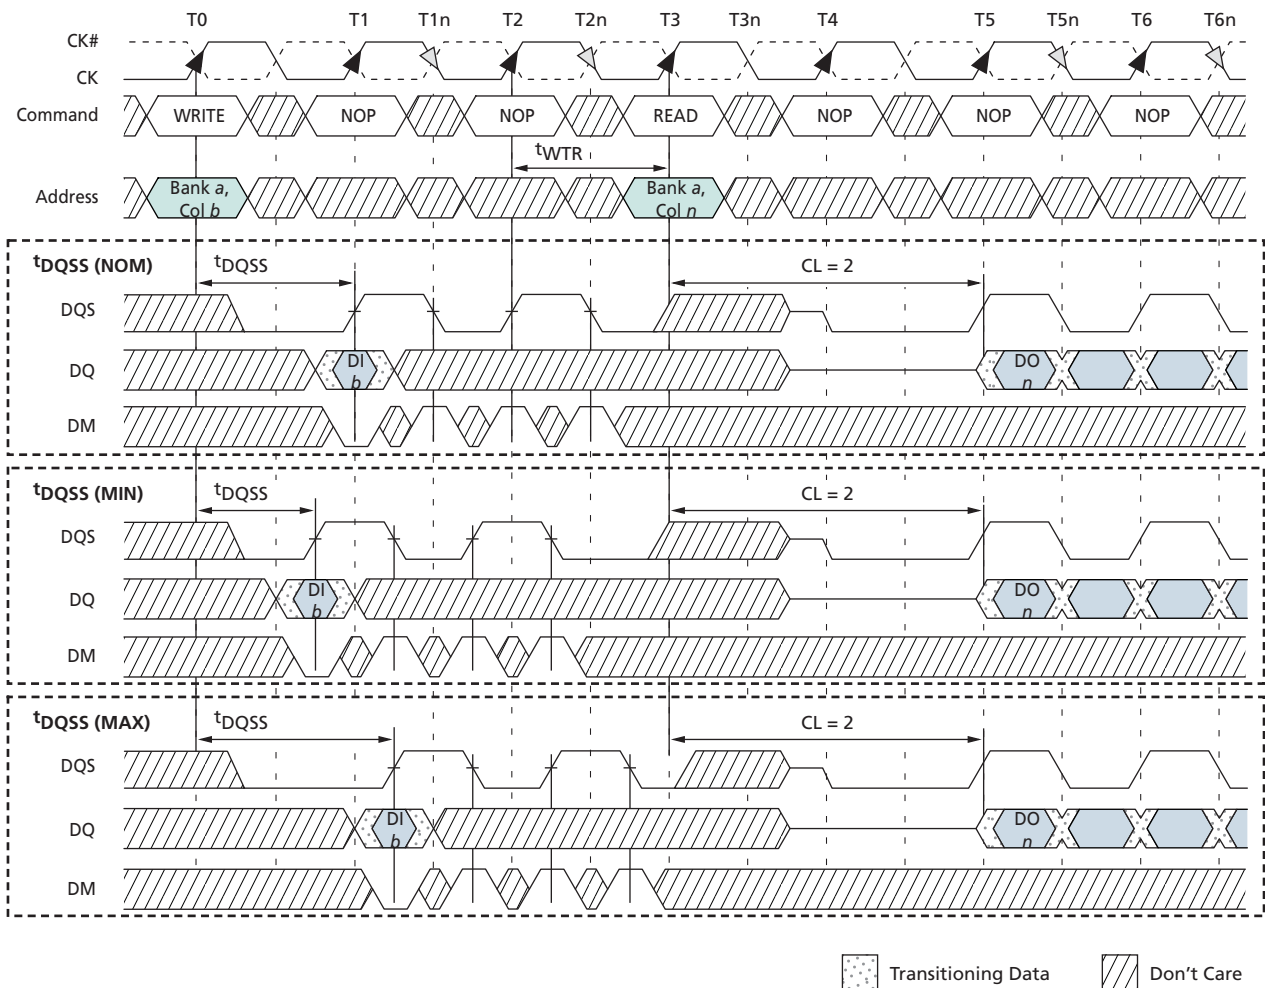 T0 T1 T1n T2 T2n T3 T3n T4 T5 T5n T6 T6n
CK#
CK
Command WRITE NOP NOP READ NOP NOP NOP
tWTR
Address Bank a, Col b Bank a, Col n
tDQSS (NOM) tDQSS CL = 2
DQS
DQ DI b DO n
DM
tDQSS (MIN) tDQSS CL = 2
DQS
DQ DI b DO n
DM
tDQSS (MAX) tDQSS CL = 2
DQS
DQ DI b DO n
DM
Transitioning Data Don't Care